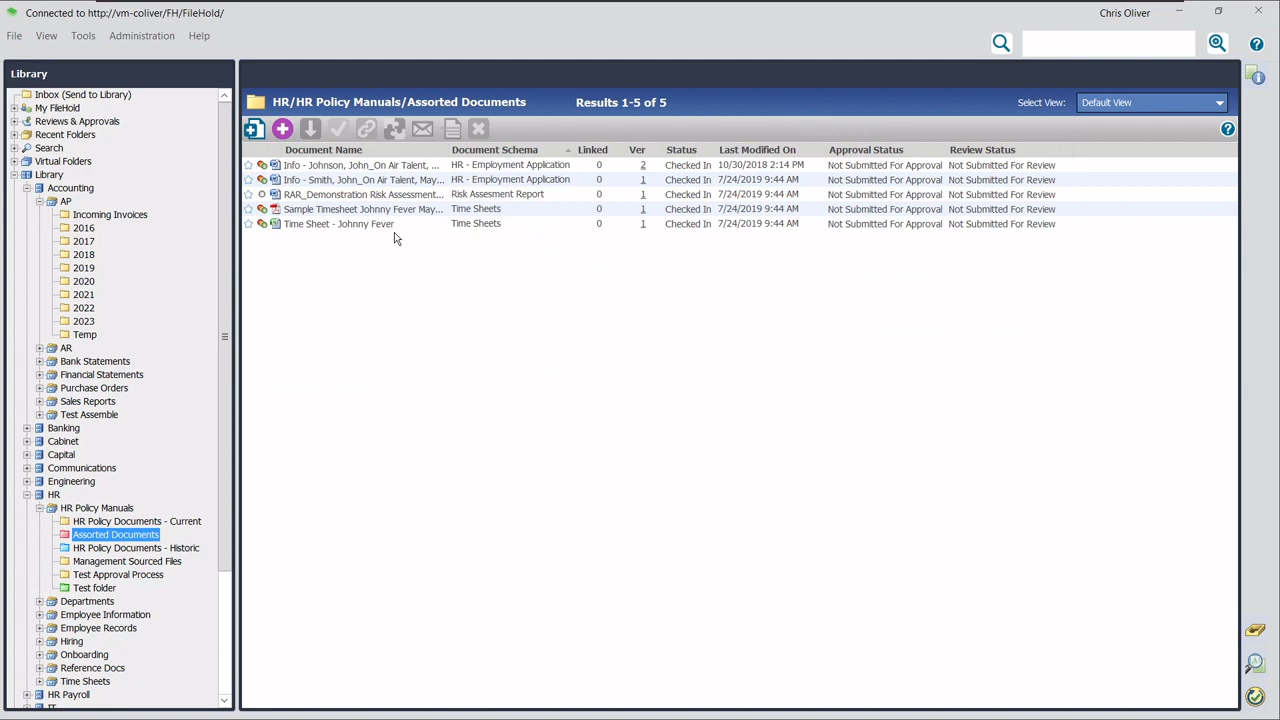 Connected to http://vm-coliver/FH/FileHold/
Chris Oliver
File View Tools Administration Help
Library
Inbox (Send to Library)
My FileHold
Reviews & Approvals
Recent Folders
Search
Virtual Folders
Library
Accounting
AP
Incoming Invoices
2016
2017
2018
2019
2020
2021
2022
2023
Temp
AR
Bank Statements
Financial Statements
Purchase Orders
Sales Reports
Test Assemble
Banking
Cabinet
Capital
Communications
Engineering
HR
HR Policy Manuals
HR Policy Documents - Current
Assorted Documents
HR Policy Documents - Historic
Management Sourced Files
Test Approval Process
Test folder
Departments
Employee Information
Employee Records
Hiring
Onboarding
Reference Docs
Time Sheets
HR Payroll
IT
HR/HR Policy Manuals/Assorted Documents Results 1-5 of 5 Select View: Default View
Document Name Document Schema Linked Ver Status Last Modified On Approval Status Review Status
Info - Johnson, John_On Air Talent, ... HR - Employment Application 0 2 Checked In 10/30/2018 2:14 PM Not Submitted For Approval Not Submitted For Review
Info - Smith, John_On Air Talent, May... HR - Employment Application 0 1 Checked In 7/24/2019 9:44 AM Not Submitted For Approval Not Submitted For Review
RAR_Demonstration Risk Assessment... Risk Assesment Report 0 1 Checked In 7/24/2019 9:44 AM Not Submitted For Approval Not Submitted For Review
Sample Timesheet Johnny Fever May... Time Sheets 0 1 Checked In 7/24/2019 9:44 AM Not Submitted For Approval Not Submitted For Review
Time Sheet - Johnny Fever Time Sheets 0 1 Checked In 7/24/2019 9:44 AM Not Submitted For Approval Not Submitted For Review